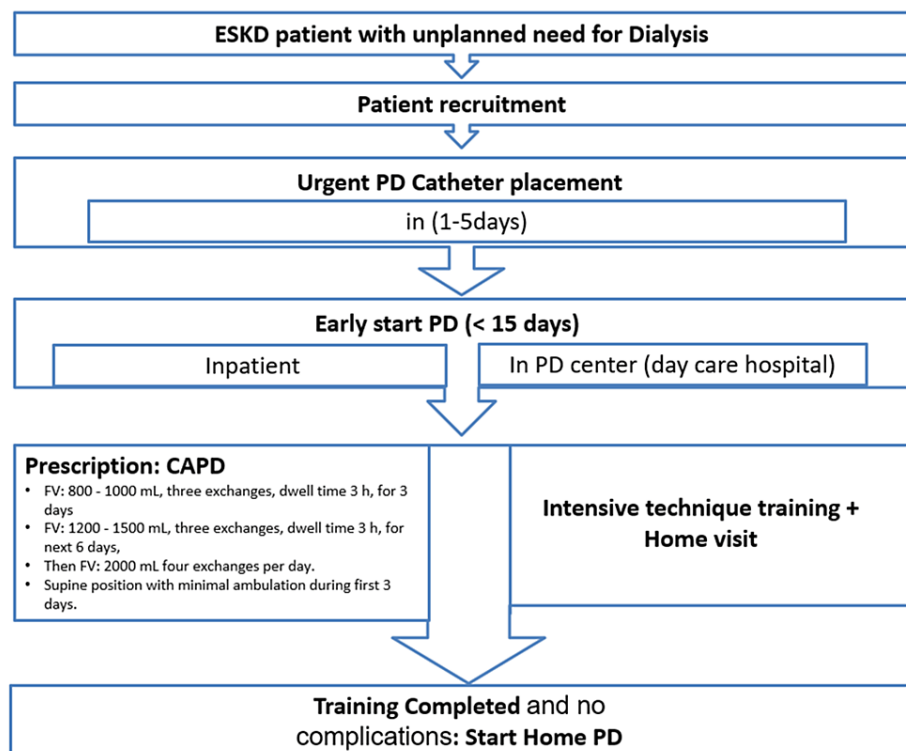 ESKD patient with unplanned need for Dialysis
Patient recruitment
Urgent PD Catheter placement
in (1-5days)
Early start PD (< 15 days)
Inpatient
In PD center (day care hospital)
Prescription: CAPD
• FV: 800 - 1000 mL, three exchanges, dwell time 3 h, for 3
days
• FV: 1200 - 1500 mL, three exchanges, dwell time 3 h, for
next 6 days,
• Then FV: 2000 mL four exchanges per day.
• Supine position with minimal ambulation during first 3
days.
Intensive technique training +
Home visit
Training Completed and no
complications: Start Home PD